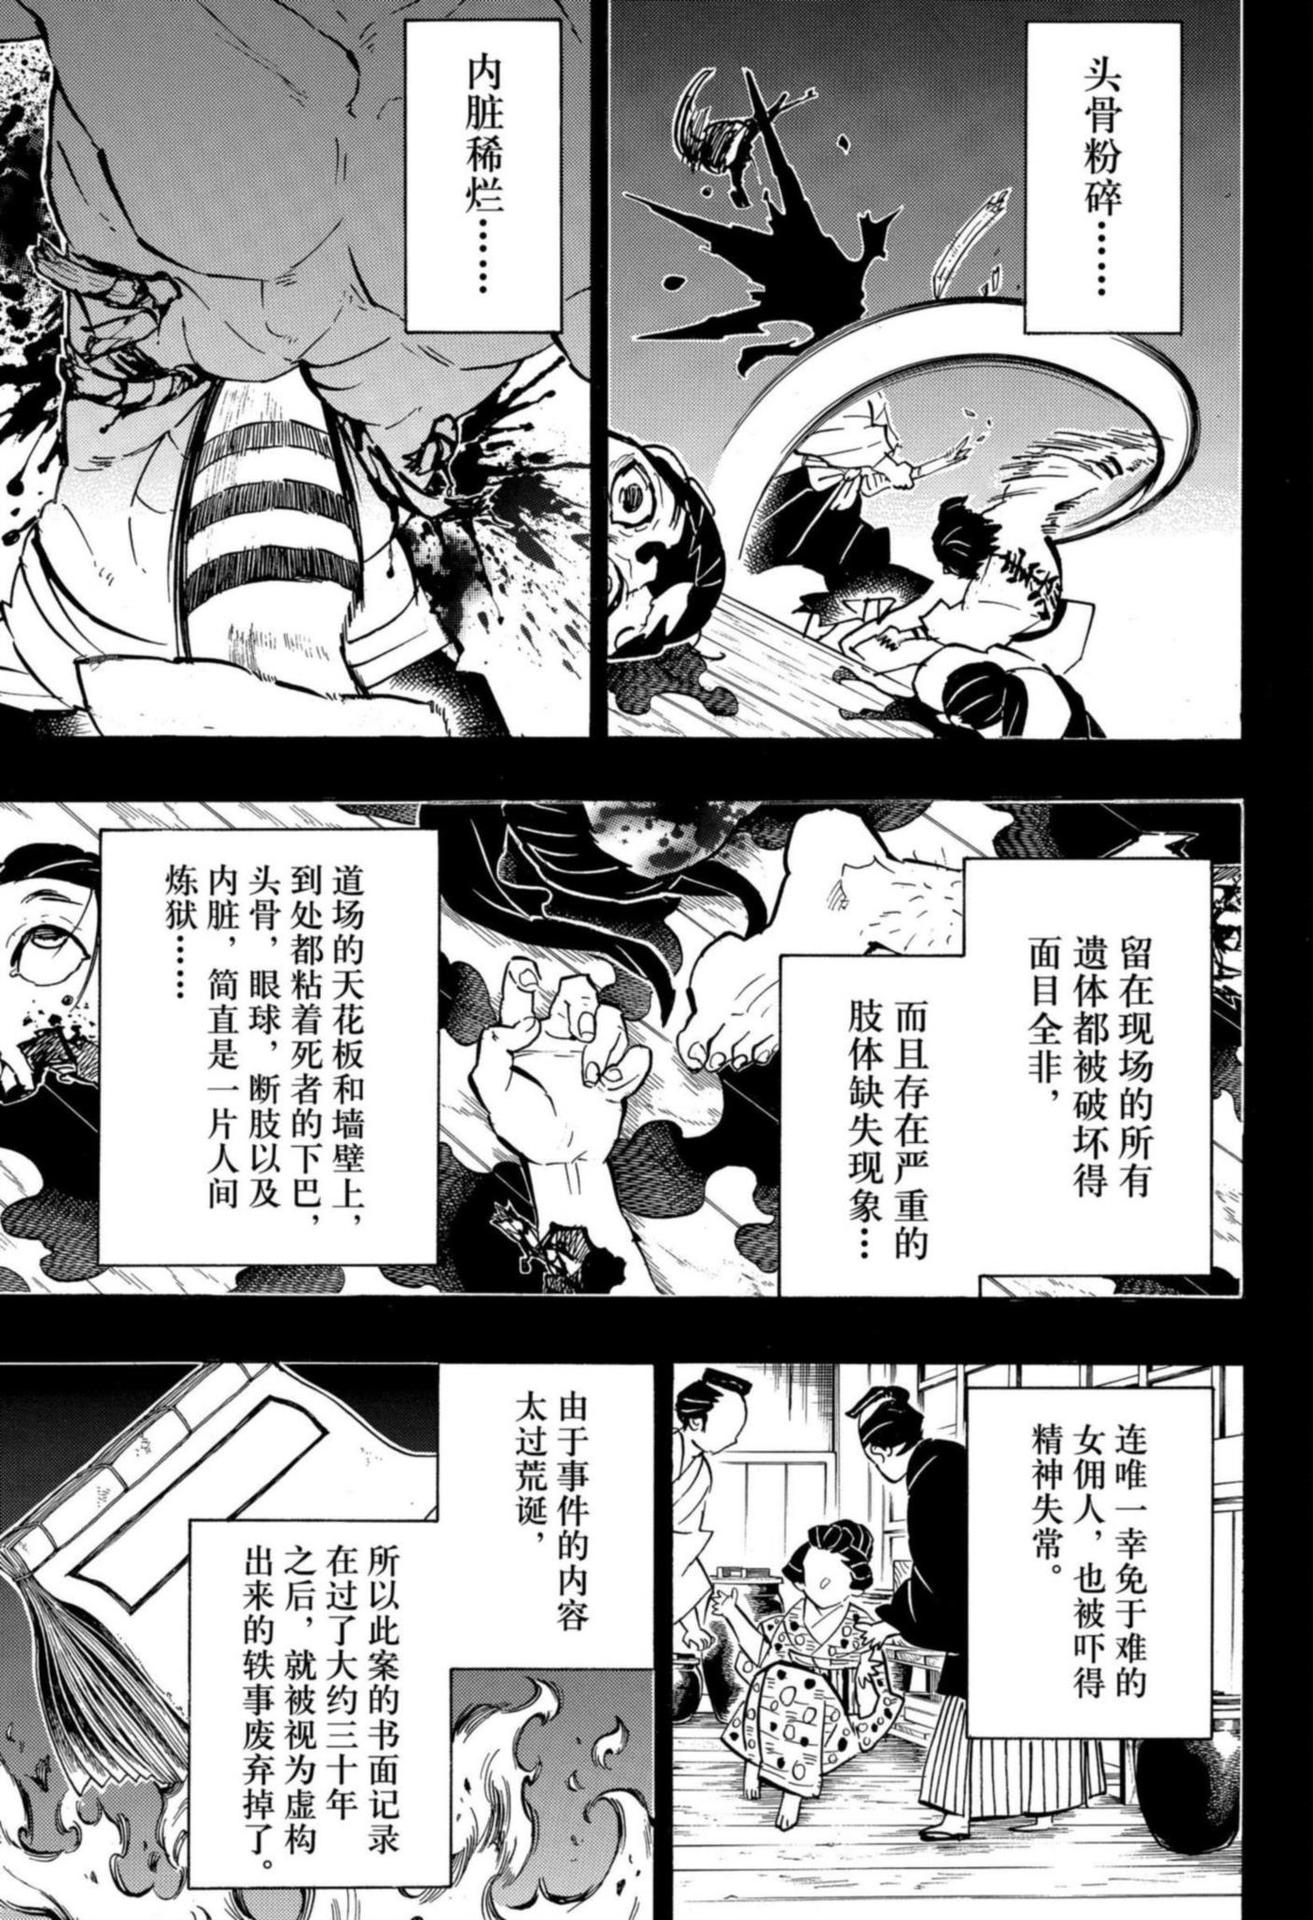 头骨粉碎……
内脏稀烂……
留在现场的所有
遗体都被破坏得
面目全非，
而且存在严重的
肢体缺失现象…
道场的天花板和墙壁上，
到处都粘着死者的下巴，
头骨，眼球，断肢以及
内脏，简直是一片人间
炼狱……
连唯一幸免于难的
女佣人，也被吓得
精神失常。
由于事件的内容
太过荒诞，
所以此案的书面记录
在过了大约三十年
之后，就被视为虚构
出来的轶事废弃掉了。